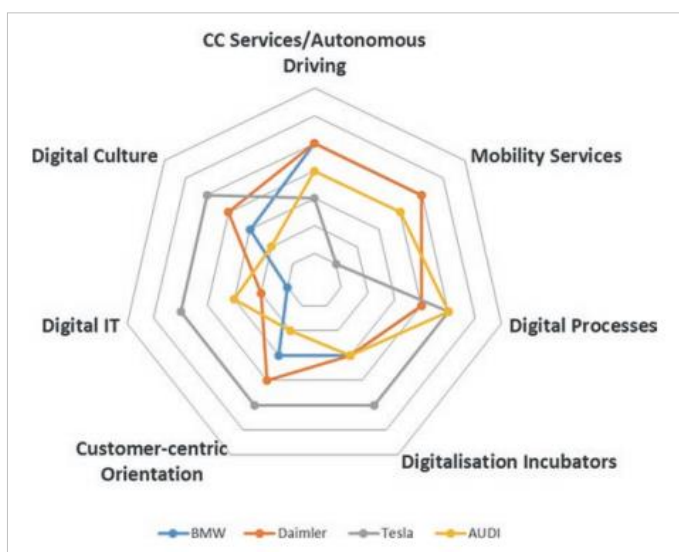 CC Services/Autonomous
Driving
Digital Culture
Mobility Services
Digital IT
Digital Processes
Customer-centric
Orientation
Digitalisation Incubators
BMW
Daimler
Tesla
AUDI